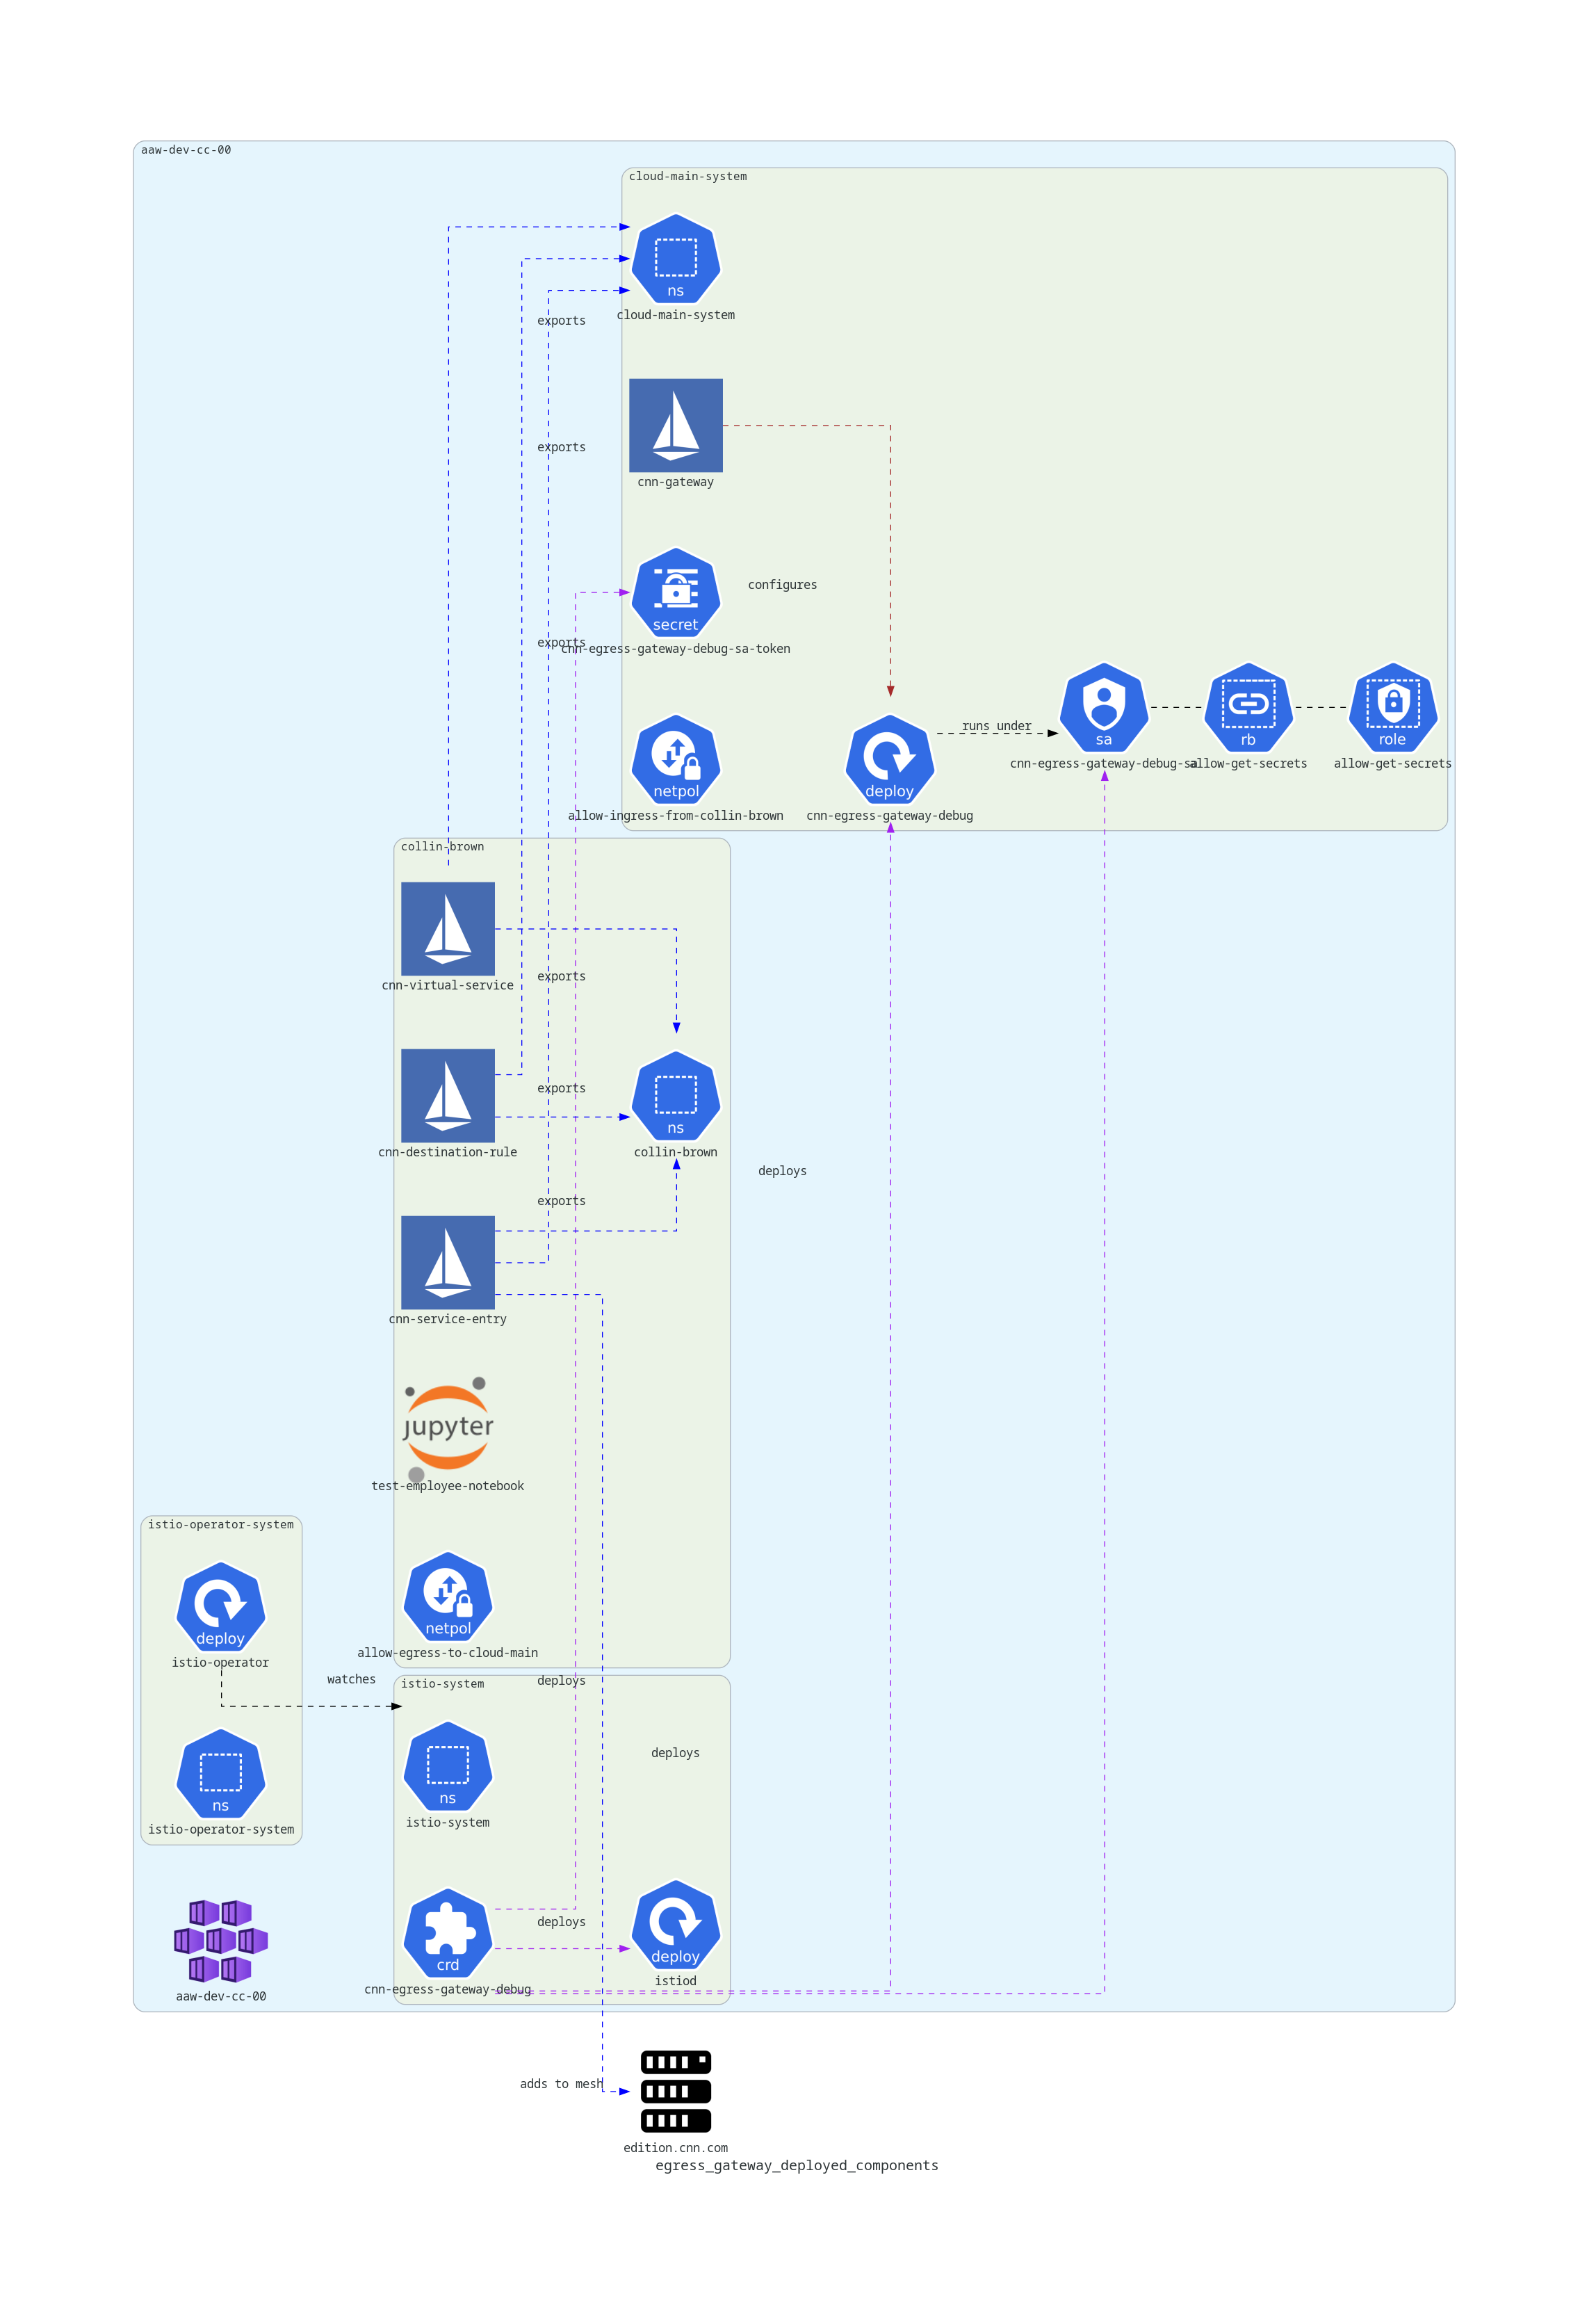 aaw-dev-cc-00
cloud-main-system
ns
cloud-main-system
exports
exports
cnn-gateway
configures
secret
exports
cnn-egress-gateway-debug-sa-token
runs under
sa
rb
role
cnn-egress-gateway-debug-sa
allow-get-secrets
allow-get-secrets
netpol
deploy
allow-ingress-from-collin-brown
cnn-egress-gateway-debug
collin-brown
exports
cnn-virtual-service
exports
ns
cnn-destination-rule
collin-brown
deploys
exports
cnn-service-entry
jupyter
test-employee-notebook
istio-operator-system
netpol
deploy
allow-egress-to-cloud-main
istio-operator
watches
deploys
istio-system
deploys
ns
ns
istio-system
istio-operator-system
deploys
deploy
crd
istiod
cnn-egress-gateway-debug
aaw-dev-cc-00
adds to mesh
edition.cnn.com
egress_gateway_deployed_components